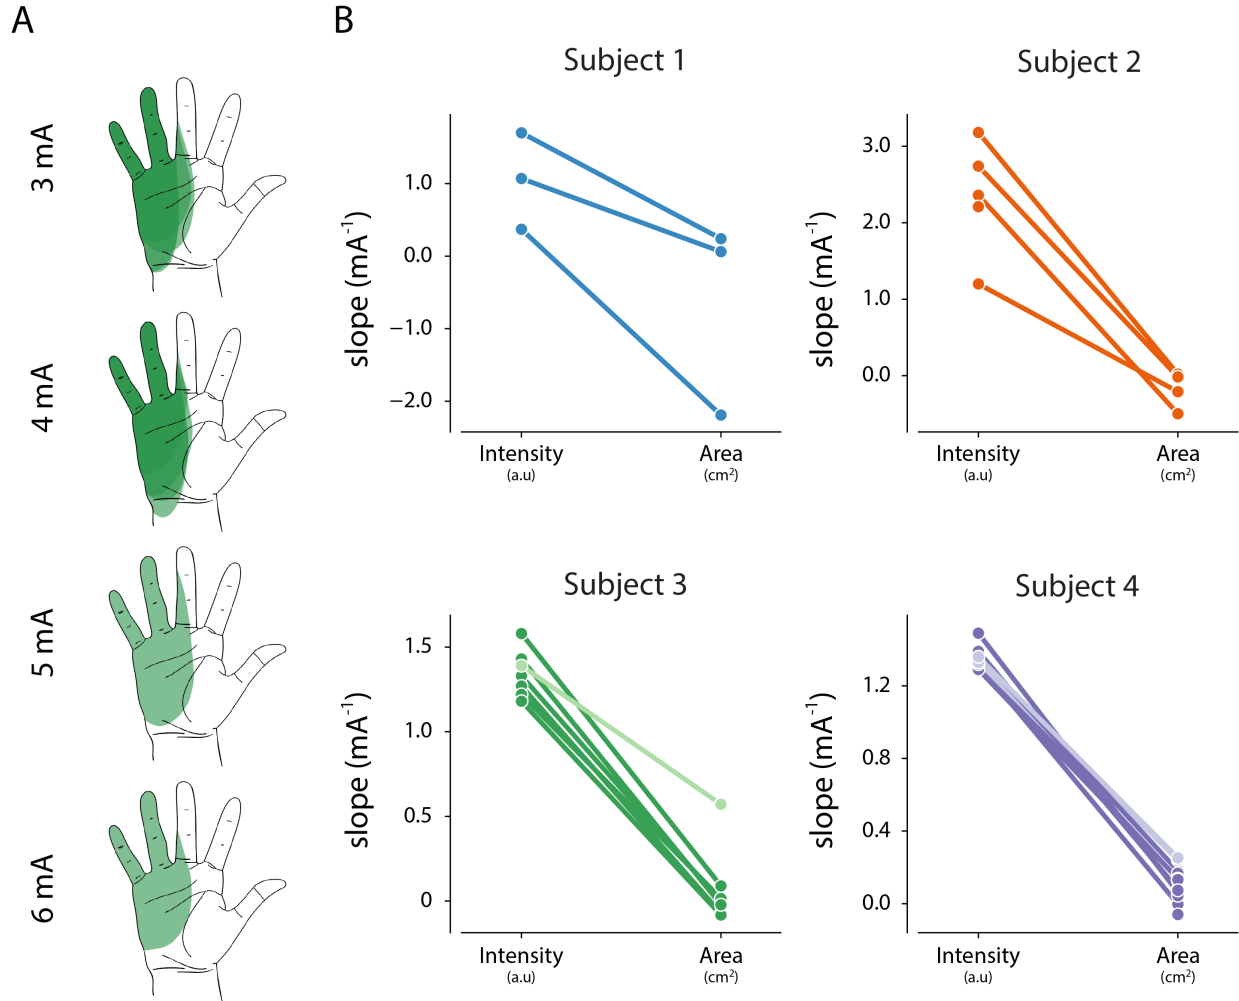 A
B
3 mA
4 mA
5 mA
6 mA
Subject 1
slope (mA⁻¹)
1.0
0.0
−1.0
−2.0
Intensity
(a.u)
Area
(cm²)
Subject 2
slope (mA⁻¹)
3.0
2.0
1.0
0.0
Intensity
(a.u)
Area
(cm²)
Subject 3
slope (mA⁻¹)
1.5
1.0
0.5
0
Intensity
(a.u)
Area
(cm²)
Subject 4
slope (mA⁻¹)
1.2
0.8
0.4
0.0
Intensity
(a.u)
Area
(cm²)